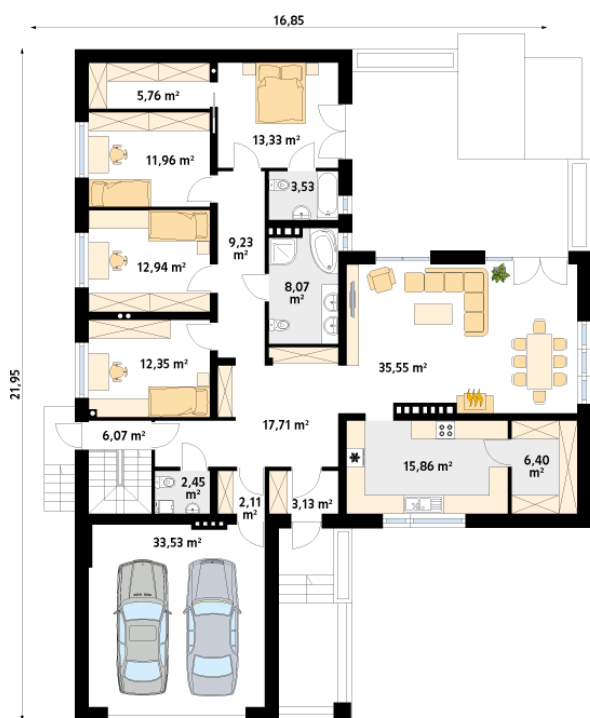 16,85
5,76 m²
13,33 m²
11,96 m²
3,53
9,23
m²
12,94 m²
8,07
m²
21,95
12,35 m²
35,55 m²
17,71 m²
6,07 m²
15,86 m²
6,40
m²
2,45
m²
2,11
m²
3,13 m²
33,53 m²